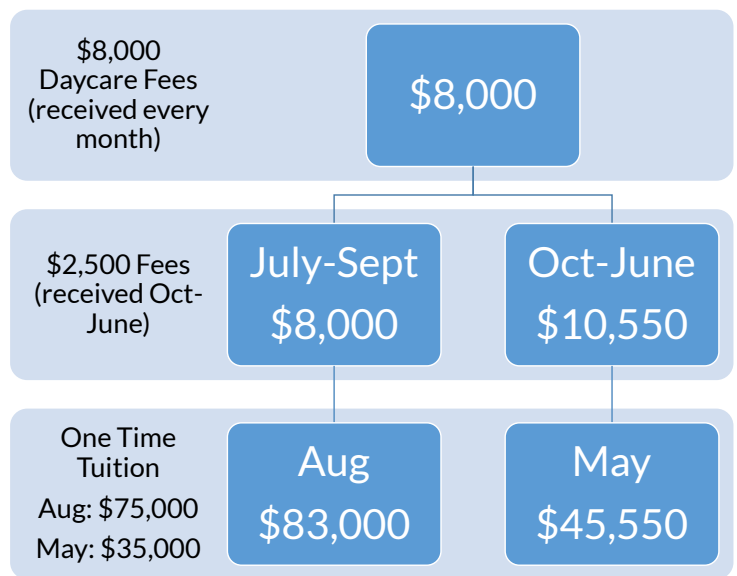 $8,000
Daycare Fees
(received every
month)
$8,000
$2,500 Fees
(received Oct-
June)
July-Sept
$8,000
Oct-June
$10,550
One Time
Tuition
Aug: $75,000
May: $35,000
Aug
$83,000
May
$45,550